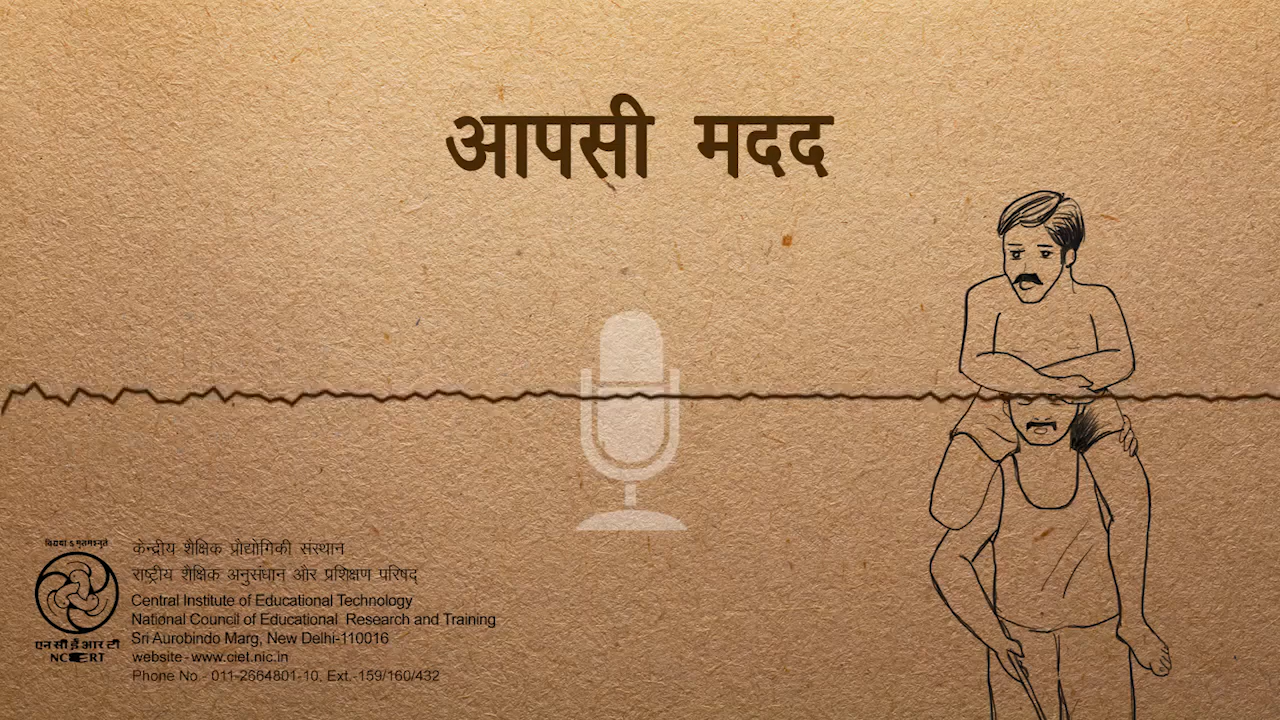 आपसी मदद
विद्यया ऽ मृतमश्नुते
एन सी ई आर टी
NCERT
केन्द्रीय शैक्षिक प्रौद्योगिकी संस्थान
राष्ट्रीय शैक्षिक अनुसंधान और प्रशिक्षण परिषद्
Central Institute of Educational Technology
National Council of Educational Research and Training
Sri Aurobindo Marg, New Delhi-110016
website - www.ciet.nic.in
Phone No.- 011-2664801-10, Ext.-159/160/432